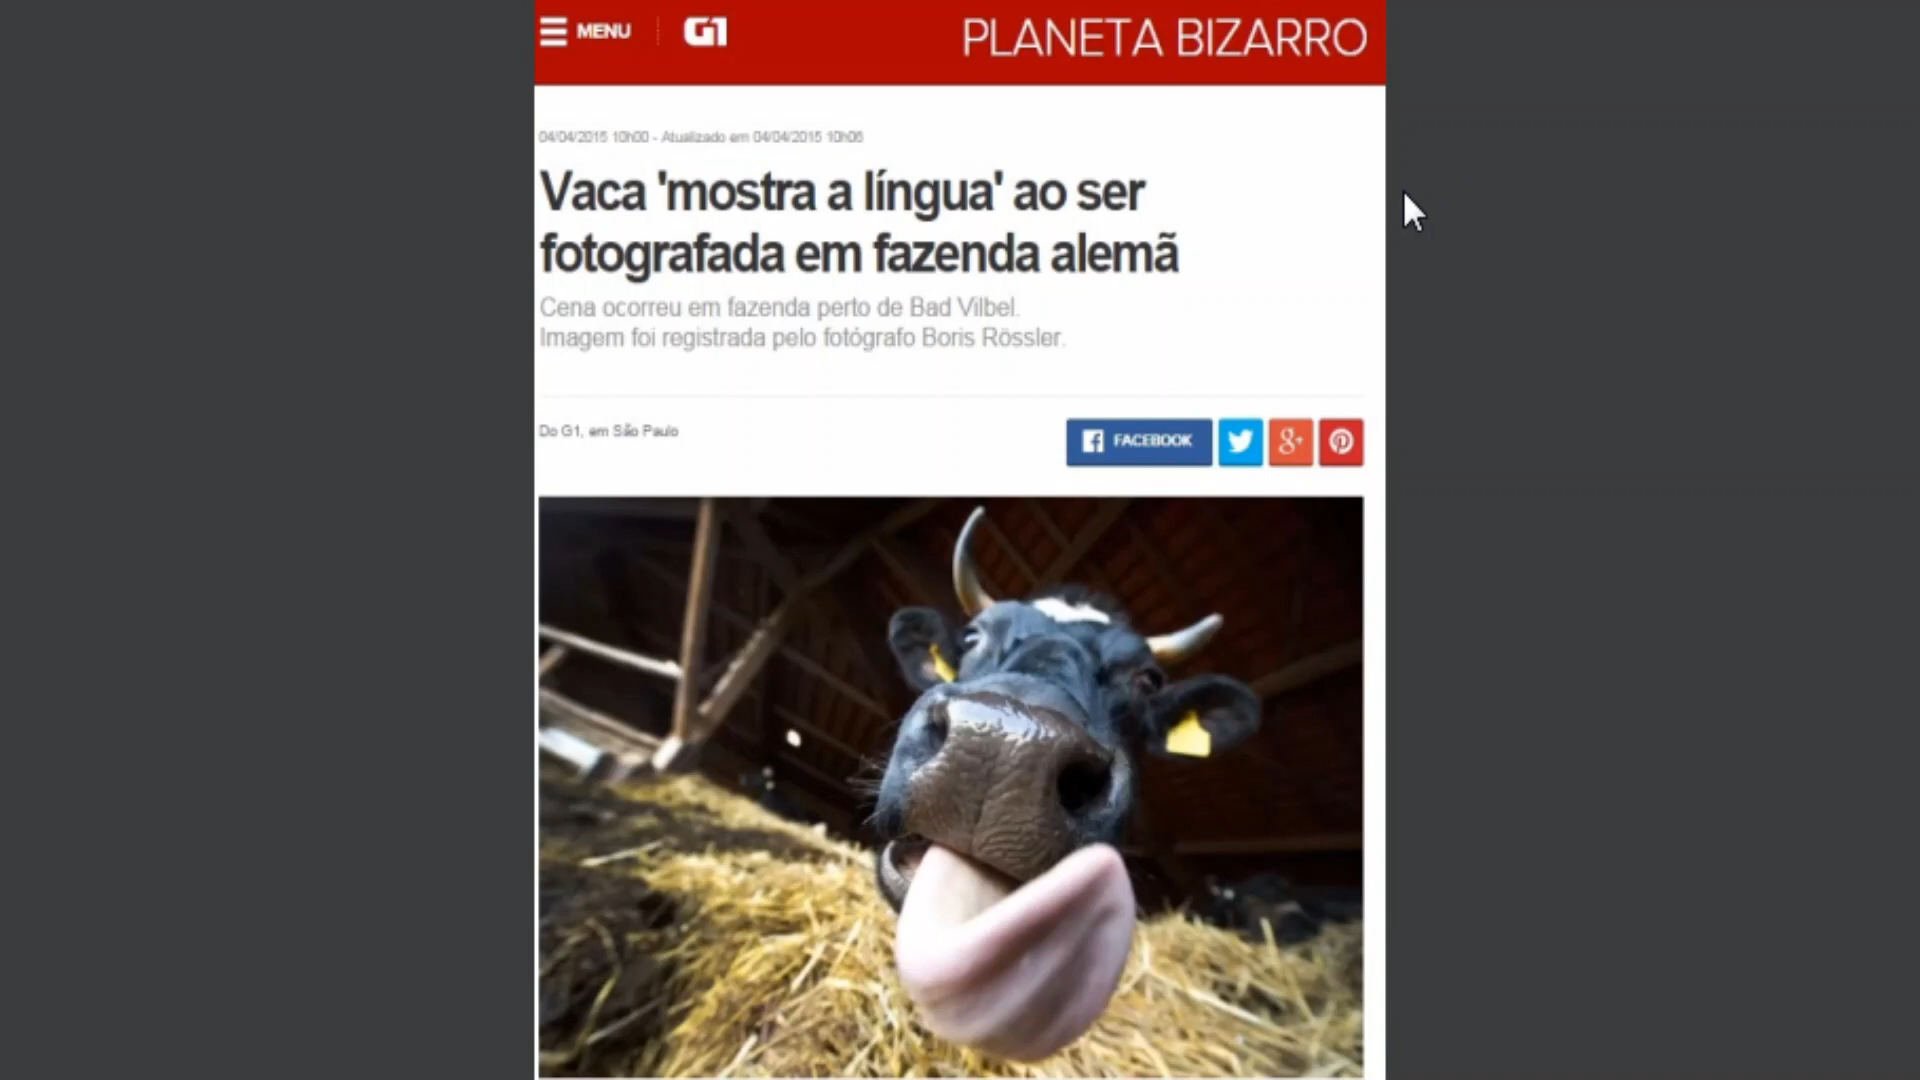 MENU
G1
PLANETA BIZARRO
04/04/2015 10h00 - Atualizado em 04/04/2015 10h06
Vaca 'mostra a língua' ao ser
fotografada em fazenda alemã
Cena ocorreu em fazenda perto de Bad Vilbel.
Imagem foi registrada pelo fotógrafo Boris Rössler.
Do G1, em São Paulo
FACEBOOK
8+